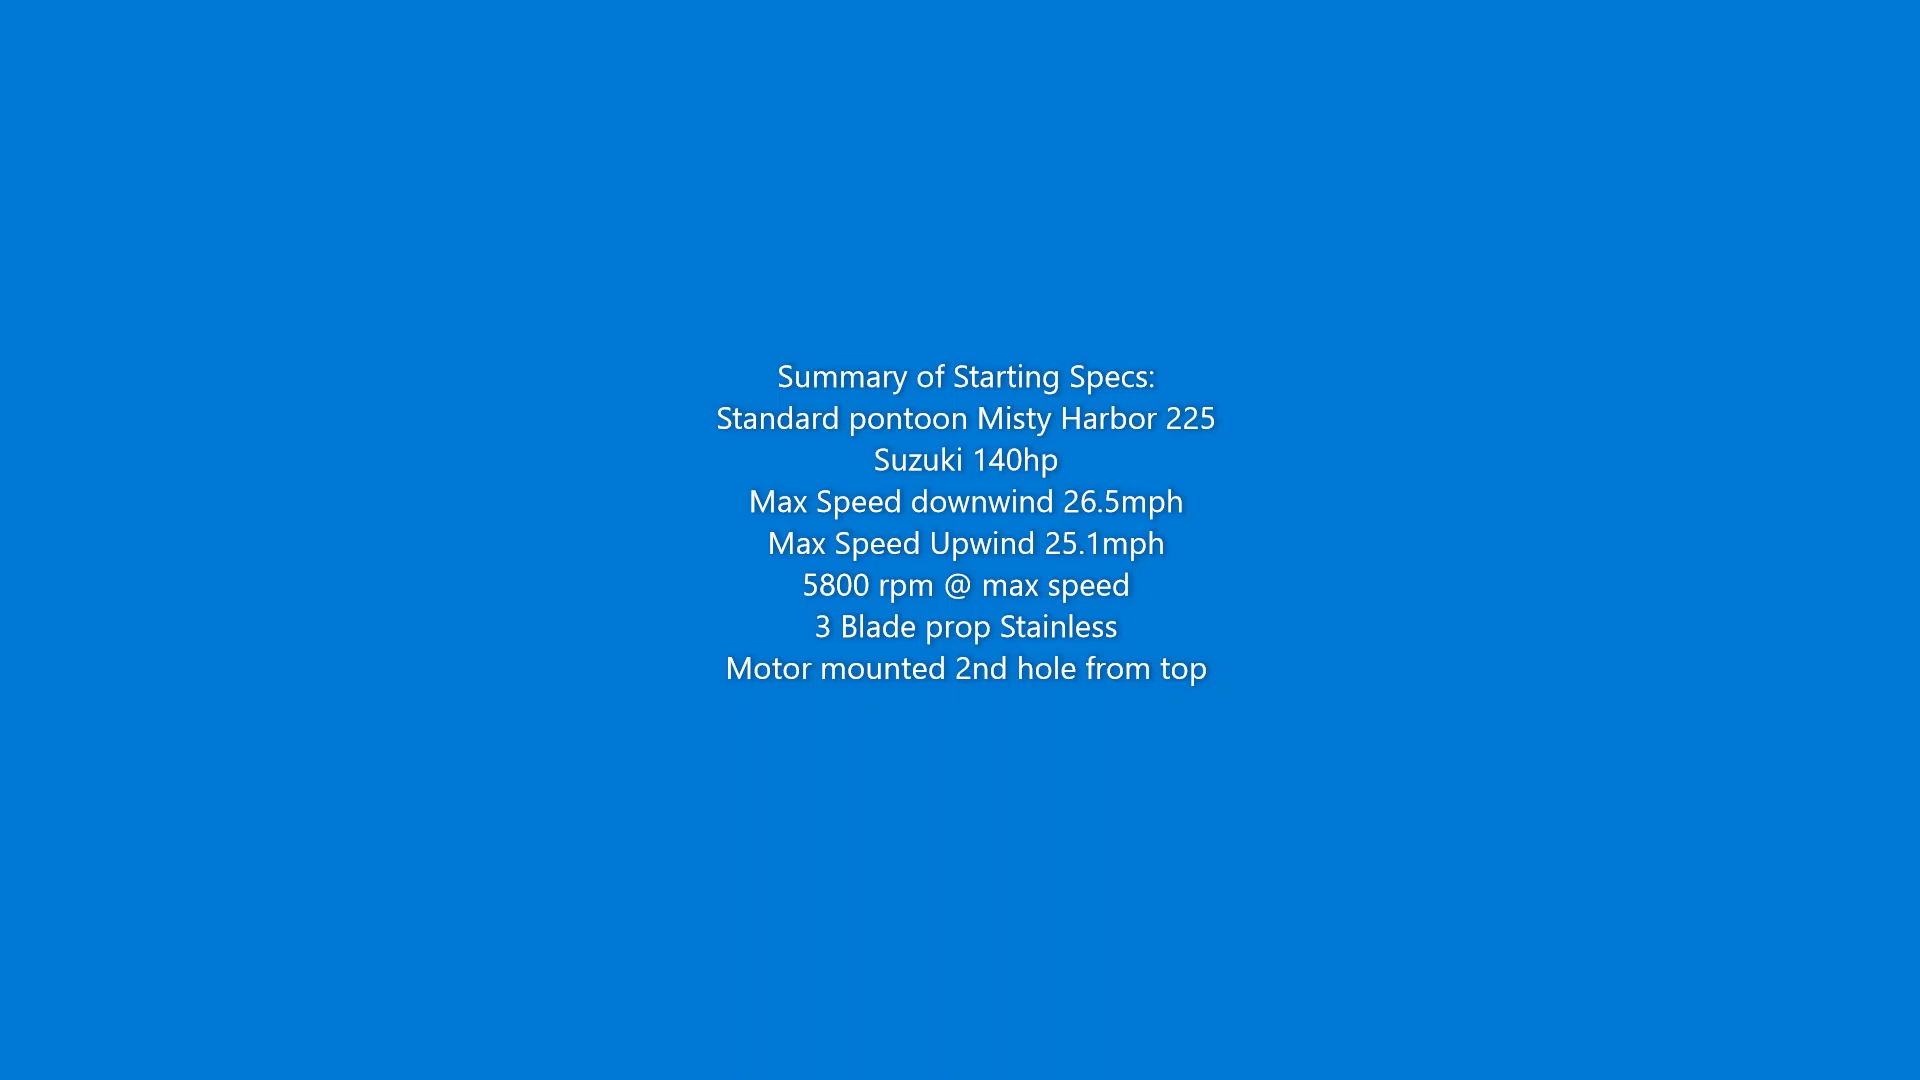 Summary of Starting Specs:
Standard pontoon Misty Harbor 225
Suzuki 140hp
Max Speed downwind 26.5mph
Max Speed Upwind 25.1mph
5800 rpm @ max speed
3 Blade prop Stainless
Motor mounted 2nd hole from top